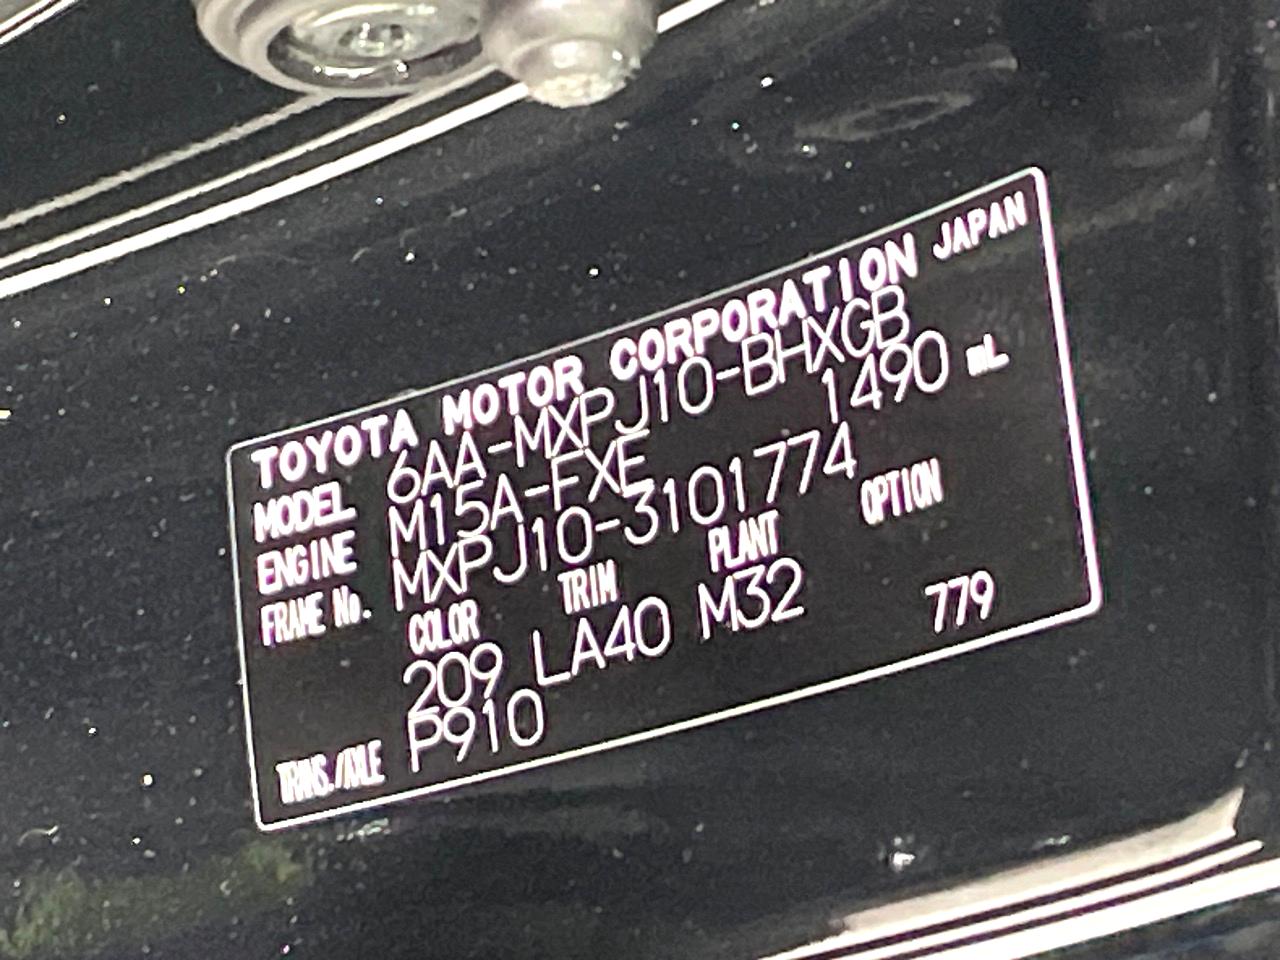 TOYOTA MOTOR CORPORATION JAPAN
MODEL 6AA-MXPJ10-BHXGB
ENGINE M15A-FXE 1490 mL
FRAME No. MXPJ10-3101774
COLOR TRIM PLANT OPTION
209 LA40 M32 779
TRANS./AXLE P910